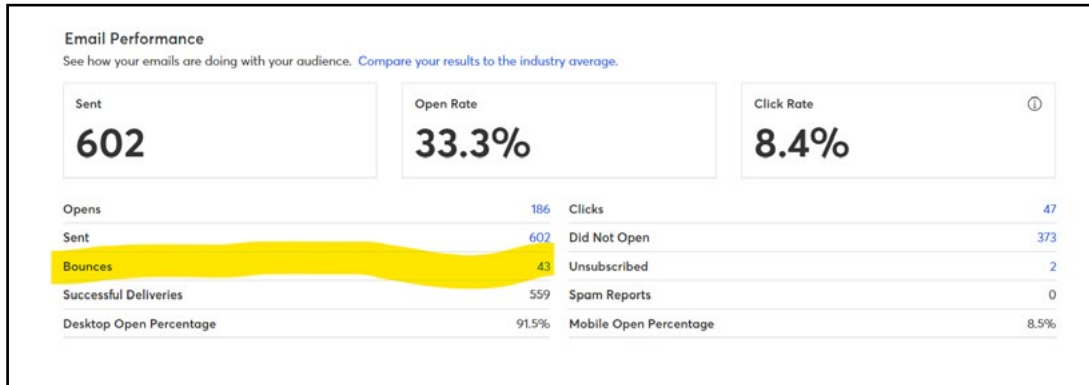 Email Performance
See how your emails are doing with your audience. Compare your results to the industry average.
Sent
602
Open Rate
33.3%
Click Rate
8.4%
Opens 186
Sent 602
Bounces 43
Successful Deliveries 559
Desktop Open Percentage 91.5%
Clicks 47
Did Not Open 373
Unsubscribed 2
Spam Reports 0
Mobile Open Percentage 8.5%